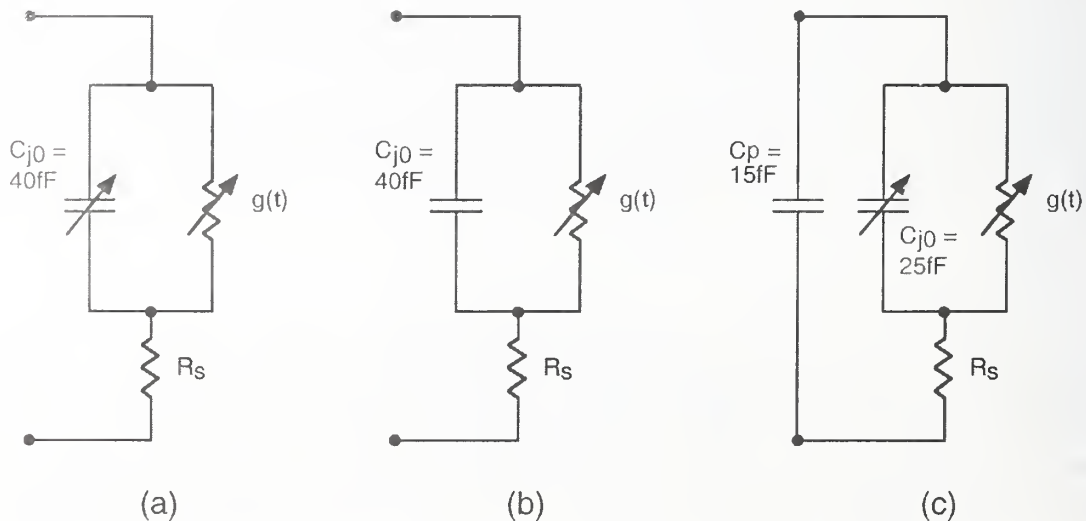 Cj0 =
40fF
g(t)
Rs
(a)
Cj0 =
40fF
g(t)
Rs
(b)
Cp =
15fF
Cj0 =
25fF
g(t)
Rs
(c)